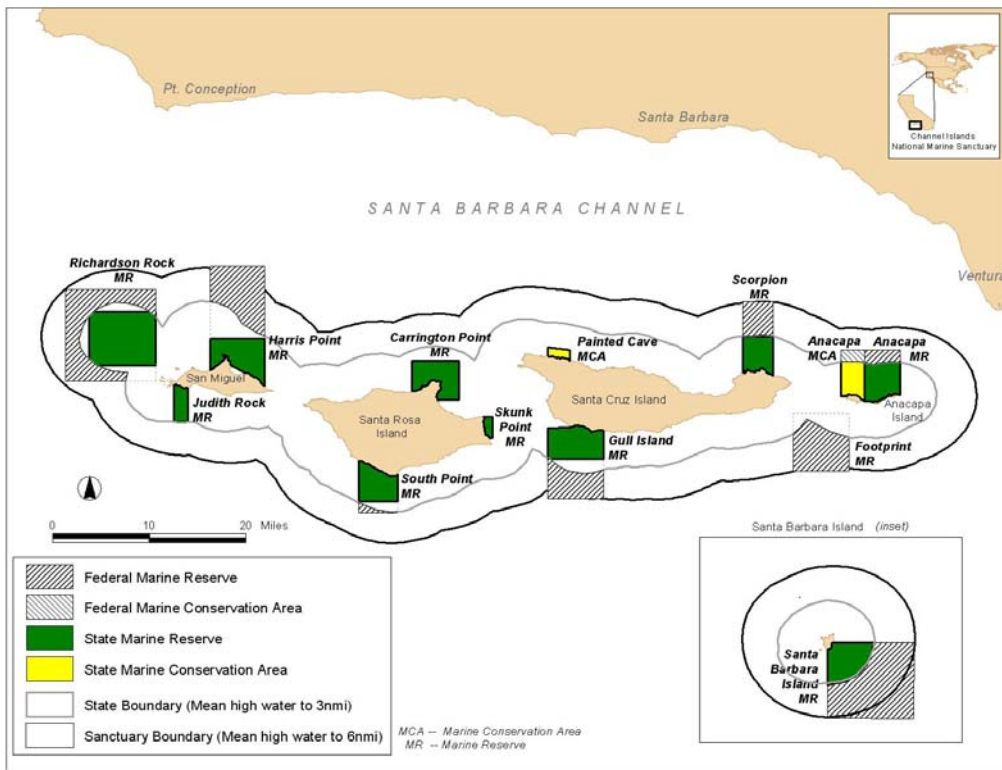 Pt. Conception
Santa Barbara
Channel Islands
National Marine Sanctuary
SANTA BARBARA CHANNEL
Ventura
Richardson Rock
MR
Scorpion
MR
Harris Point
MR
Carrington Point
MR
Painted Cave
MCA
Anacapa
MCA
Anacapa
MR
San Miguel
Judith Rock
MR
Santa Rosa
Island
Skunk
Point
MR
Santa Cruz Island
Anacapa
Island
Gull Island
MR
Footprint
MR
South Point
MR
0 10 20 Miles
Santa Barbara Island (inset)
Santa
Barbara
Island
MR
Federal Marine Reserve
Federal Marine Conservation Area
State Marine Reserve
State Marine Conservation Area
State Boundary (Mean high water to 3nmi)
Sanctuary Boundary (Mean high water to 6nmi)
MCA -- Marine Conservation Area
MR -- Marine Reserve